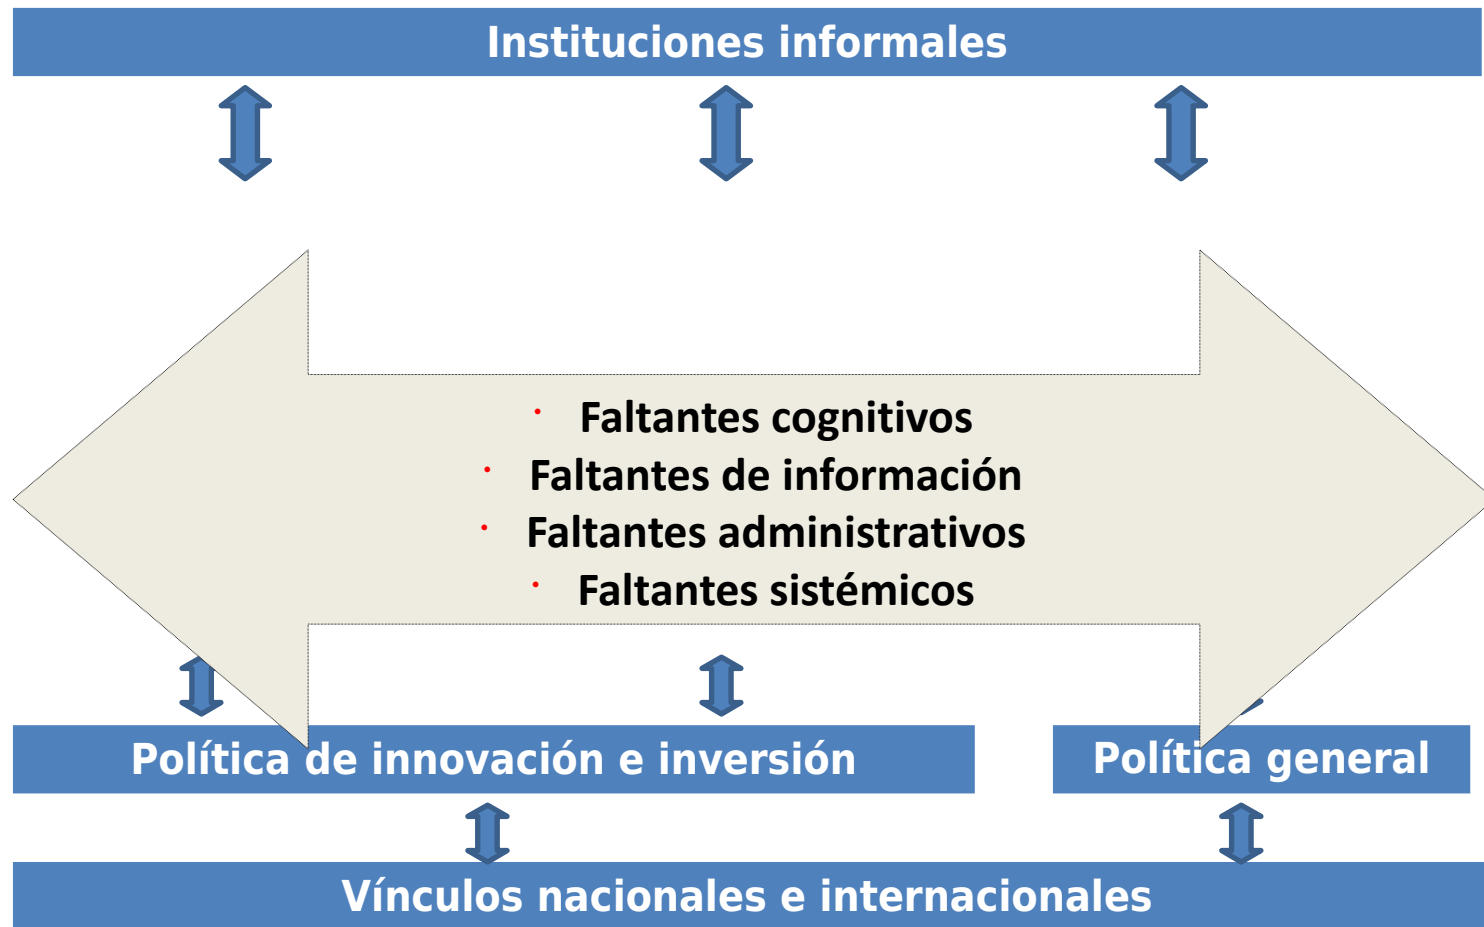 Instituciones informales
· Faltantes cognitivos
· Faltantes de información
· Faltantes administrativos
· Faltantes sistémicos
Política de innovación e inversión
Política general
Vínculos nacionales e internacionales